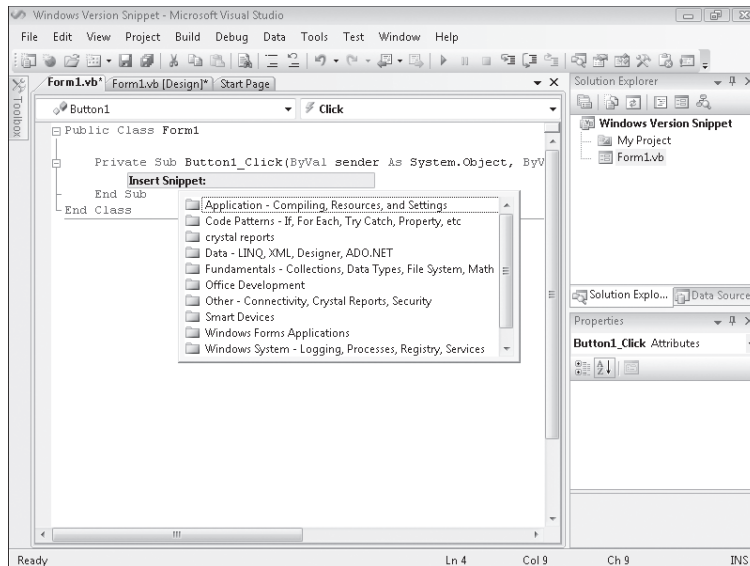 Windows Version Snippet - Microsoft Visual Studio
File Edit View Project Build Debug Data Tools Test Window Help
Form1.vb* Form1.vb [Design]* Start Page
Toolbox
Button1 Click
Public Class Form1
Private Sub Button1_Click(ByVal sender As System.Object, ByV
Insert Snippet:
End Sub
End Class
Application - Compiling, Resources, and Settings
Code Patterns - If, For Each, Try Catch, Property, etc
crystal reports
Data - LINQ, XML, Designer, ADO.NET
Fundamentals - Collections, Data Types, File System, Math
Office Development
Other - Connectivity, Crystal Reports, Security
Smart Devices
Windows Forms Applications
Windows System - Logging, Processes, Registry, Services
Solution Explorer
Windows Version Snippet
My Project
Form1.vb
Solution Explo... Data Source
Properties
Button1_Click Attributes
Ready Ln 4 Col 9 Ch 9 INS